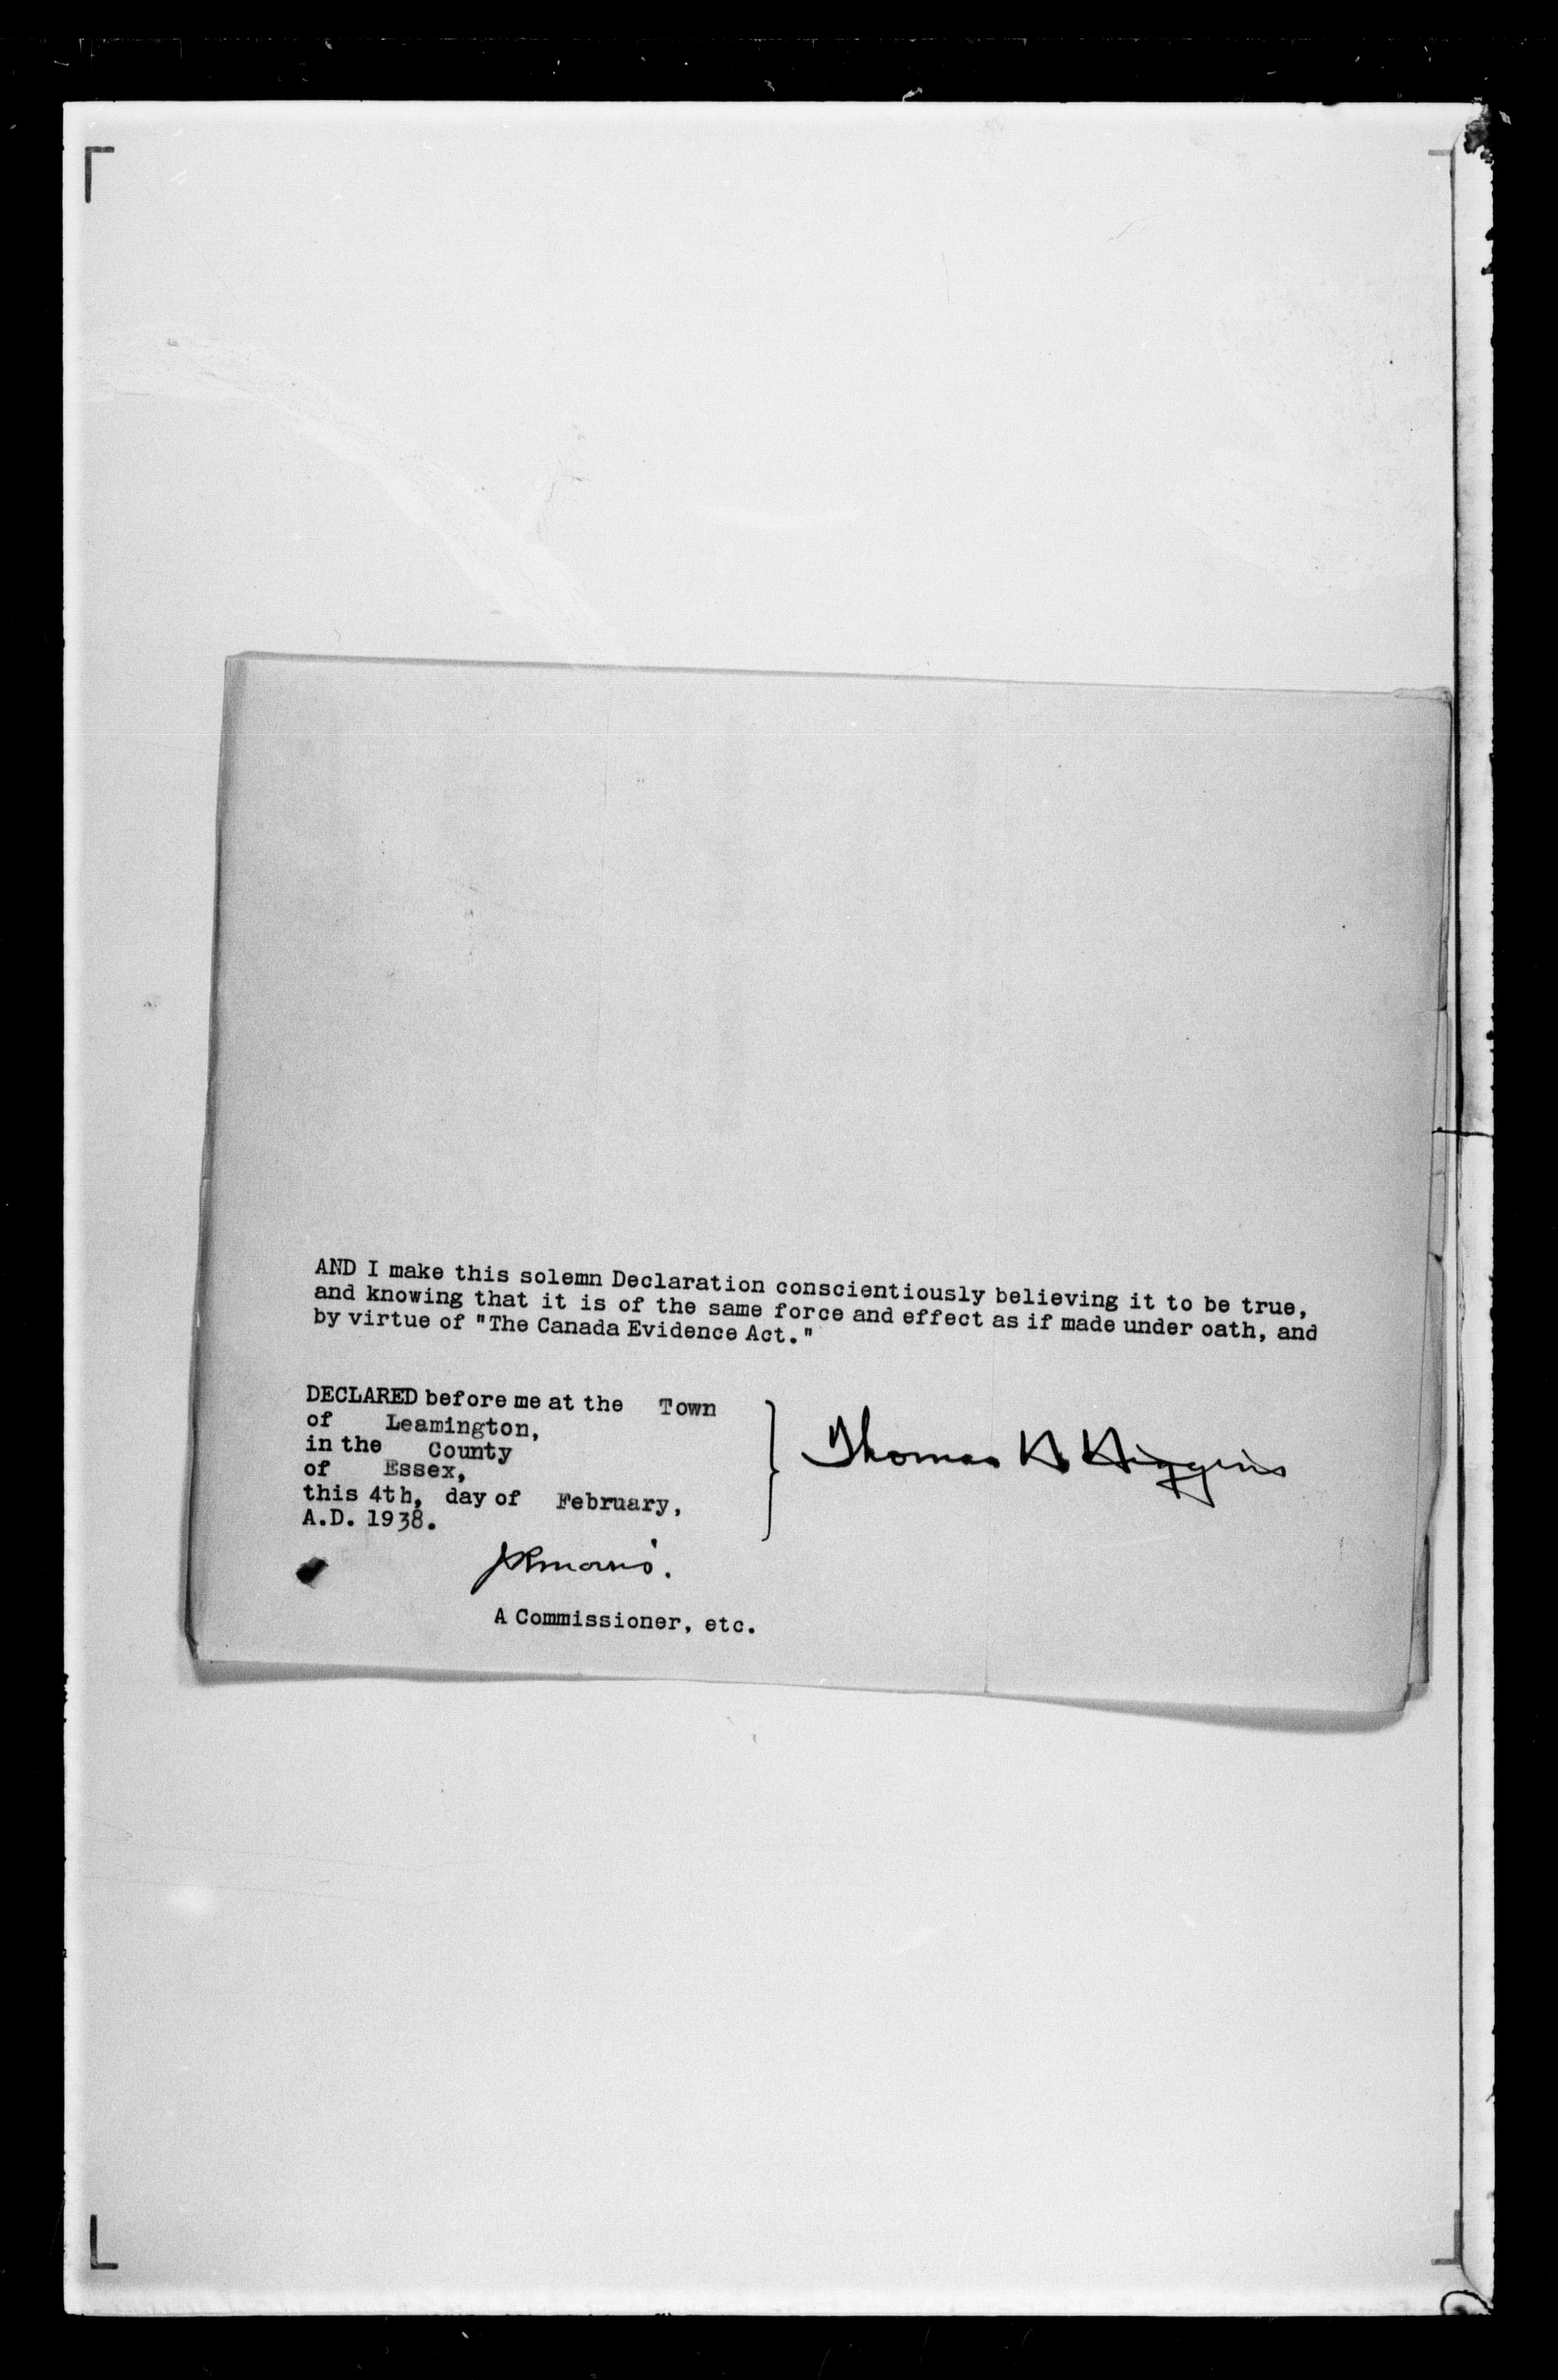 AND I make this solemn Declaration conscientiously believing it to be true,
and knowing that it is of the same force and effect as if made under oath, and
by virtue of "The Canada Evidence Act."
DECLARED before me at the Town
of Leamington,
in the County
of Essex,
this 4th, day of February,
A.D. 1938.
Thomas H Higgins
JRMorris.
A Commissioner, etc.